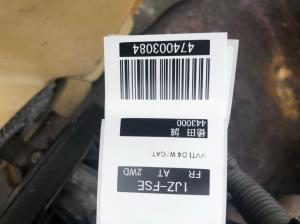 1JZ-FSE
FR AT 2WD
VVTI D4 W/CAT
徳田 誠
443000
474003084